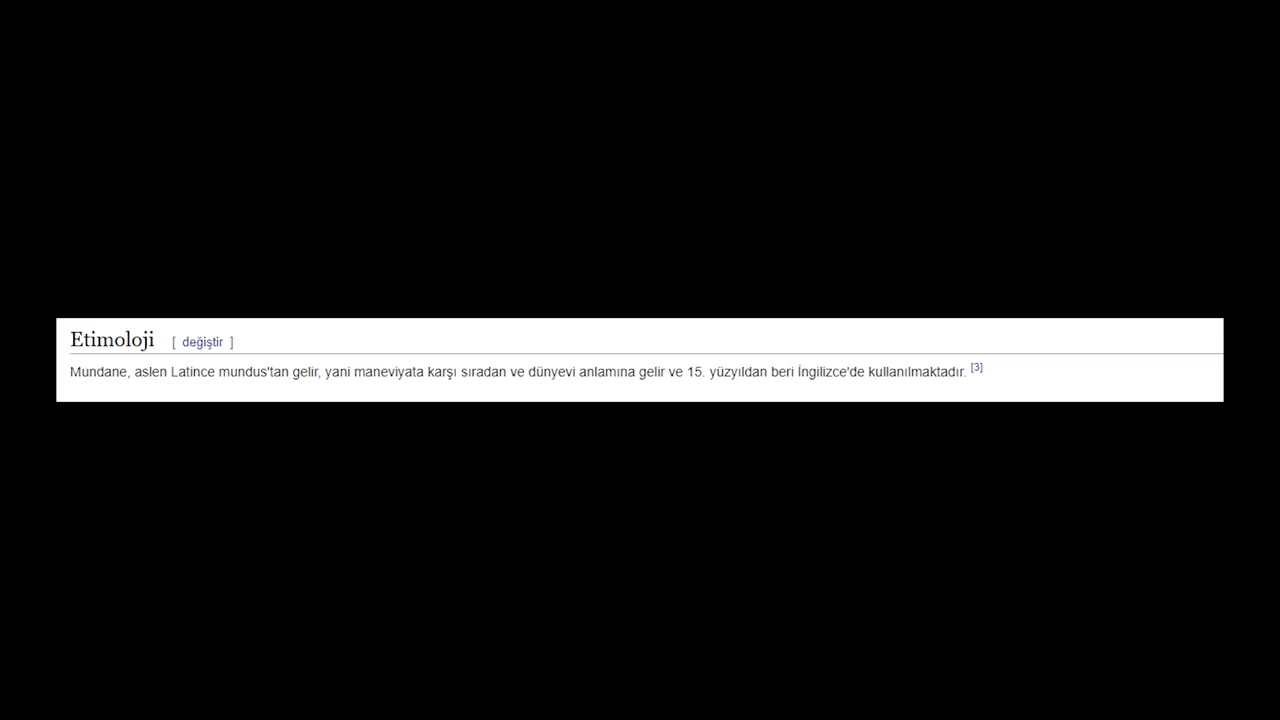 Etimoloji [ değiştir ]
Mundane, aslen Latince mundus'tan gelir, yani maneviyata karşı sıradan ve dünyevi anlamına gelir ve 15. yüzyıldan beri İngilizce'de kullanılmaktadır. [3]